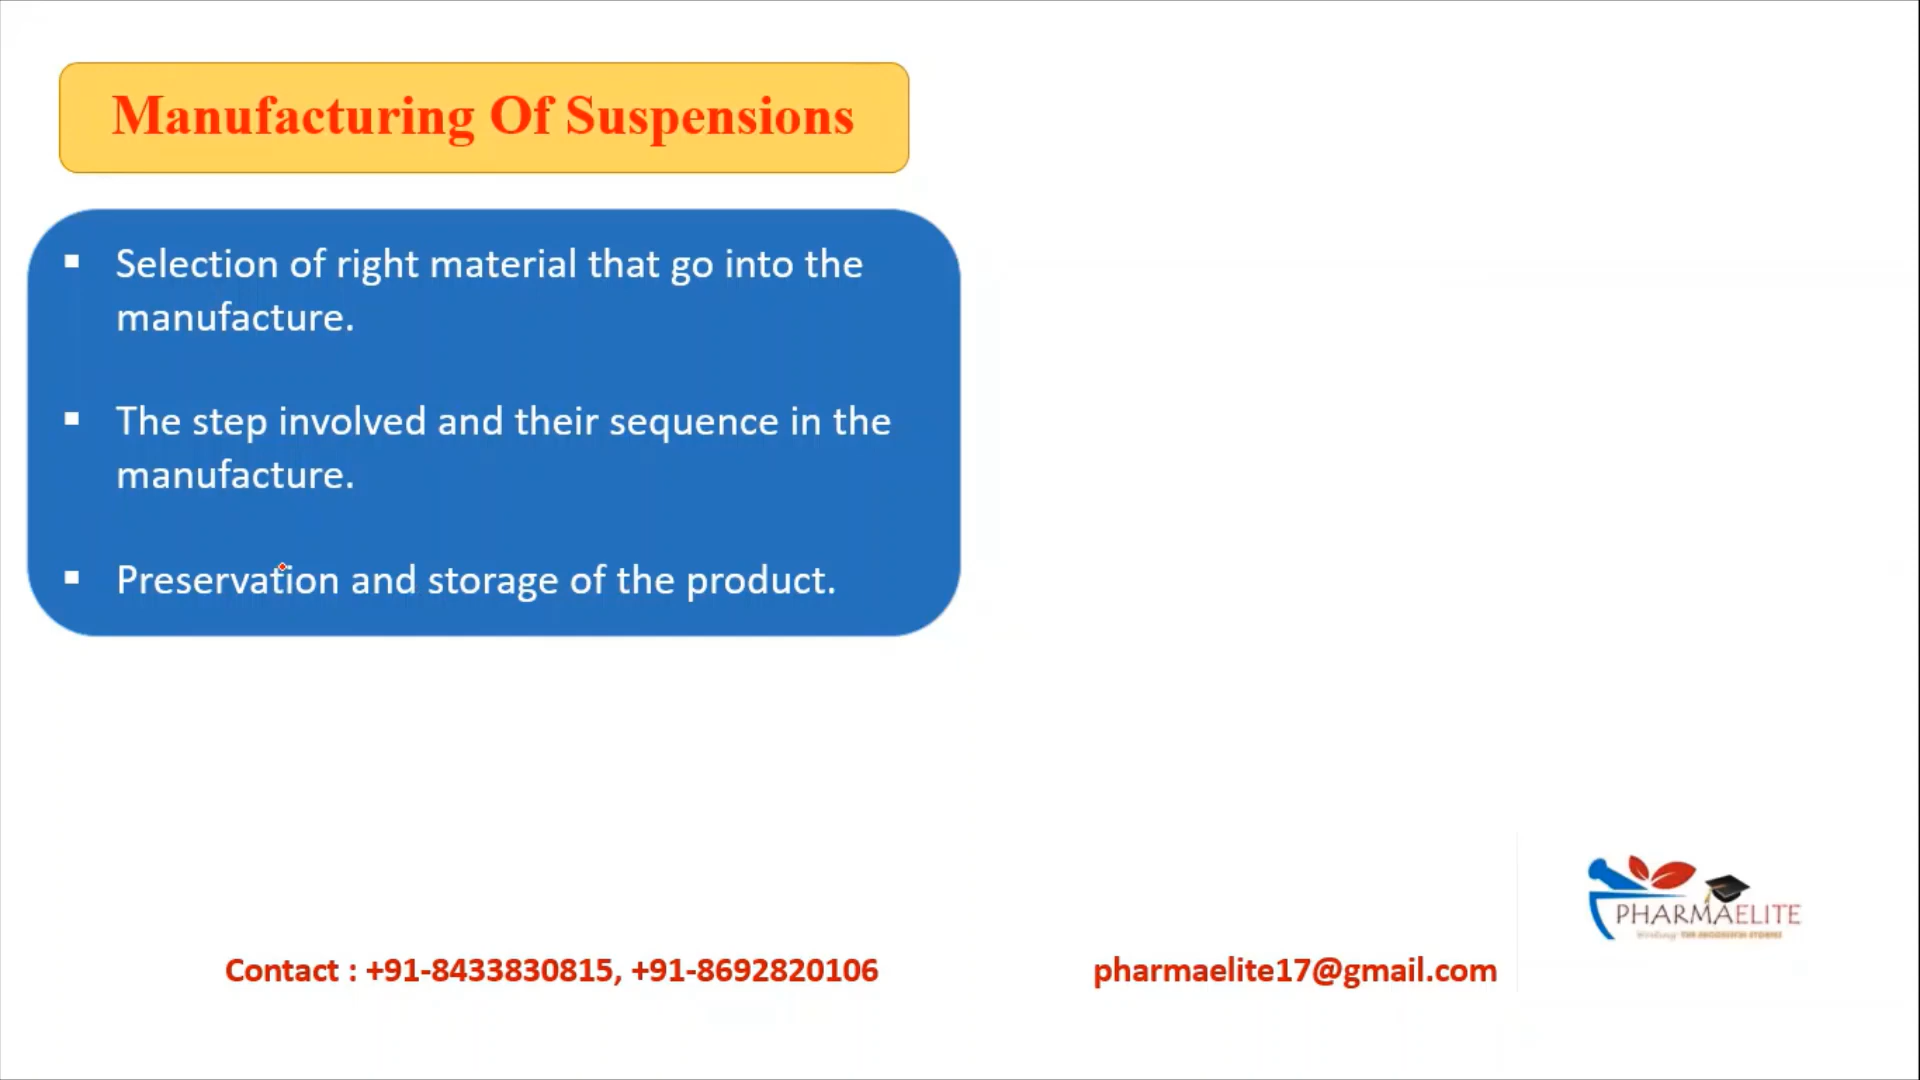 Manufacturing Of Suspensions
▪ Selection of right material that go into the
manufacture.
▪ The step involved and their sequence in the
manufacture.
▪ Preservation and storage of the product.
PHARMAELITE
Contact : +91-8433830815, +91-8692820106
pharmaelite17@gmail.com